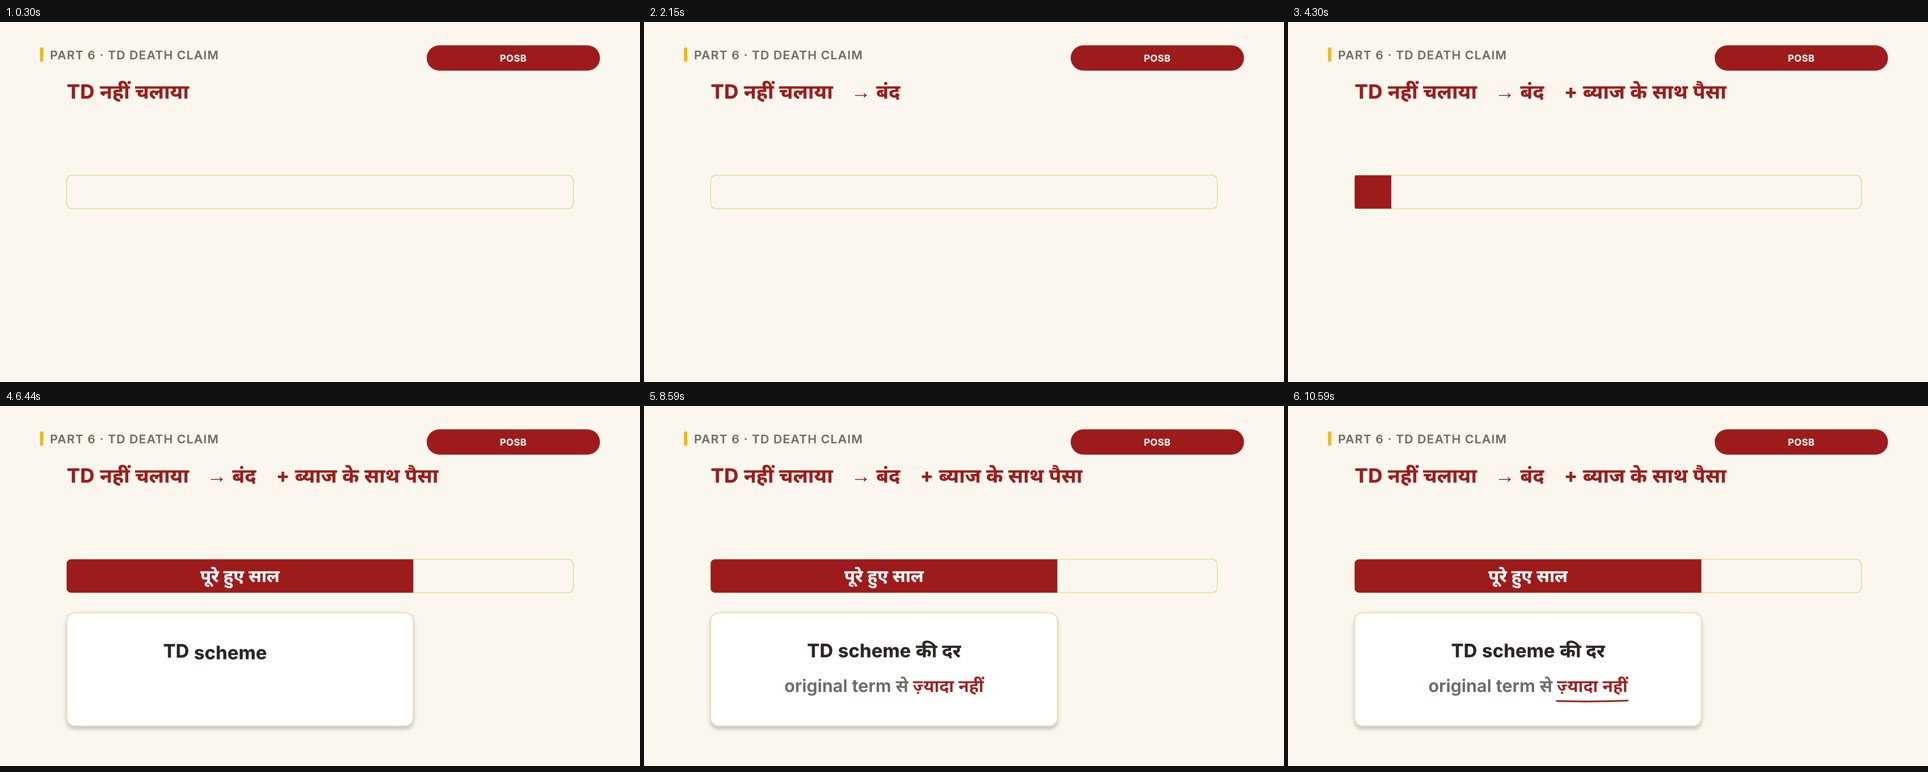 1. 0.30s
PART 6 · TD DEATH CLAIM
POSB
TD नहीं चलाया
2. 2.15s
PART 6 · TD DEATH CLAIM
POSB
TD नहीं चलाया → बंद
3. 4.30s
PART 6 · TD DEATH CLAIM
POSB
TD नहीं चलाया → बंद + ब्याज के साथ पैसा
4. 6.44s
PART 6 · TD DEATH CLAIM
POSB
TD नहीं चलाया → बंद + ब्याज के साथ पैसा
पूरे हुए साल
TD scheme
5. 8.59s
PART 6 · TD DEATH CLAIM
POSB
TD नहीं चलाया → बंद + ब्याज के साथ पैसा
पूरे हुए साल
TD scheme की दर
original term से ज़्यादा नहीं
6. 10.59s
PART 6 · TD DEATH CLAIM
POSB
TD नहीं चलाया → बंद + ब्याज के साथ पैसा
पूरे हुए साल
TD scheme की दर
original term से ज़्यादा नहीं